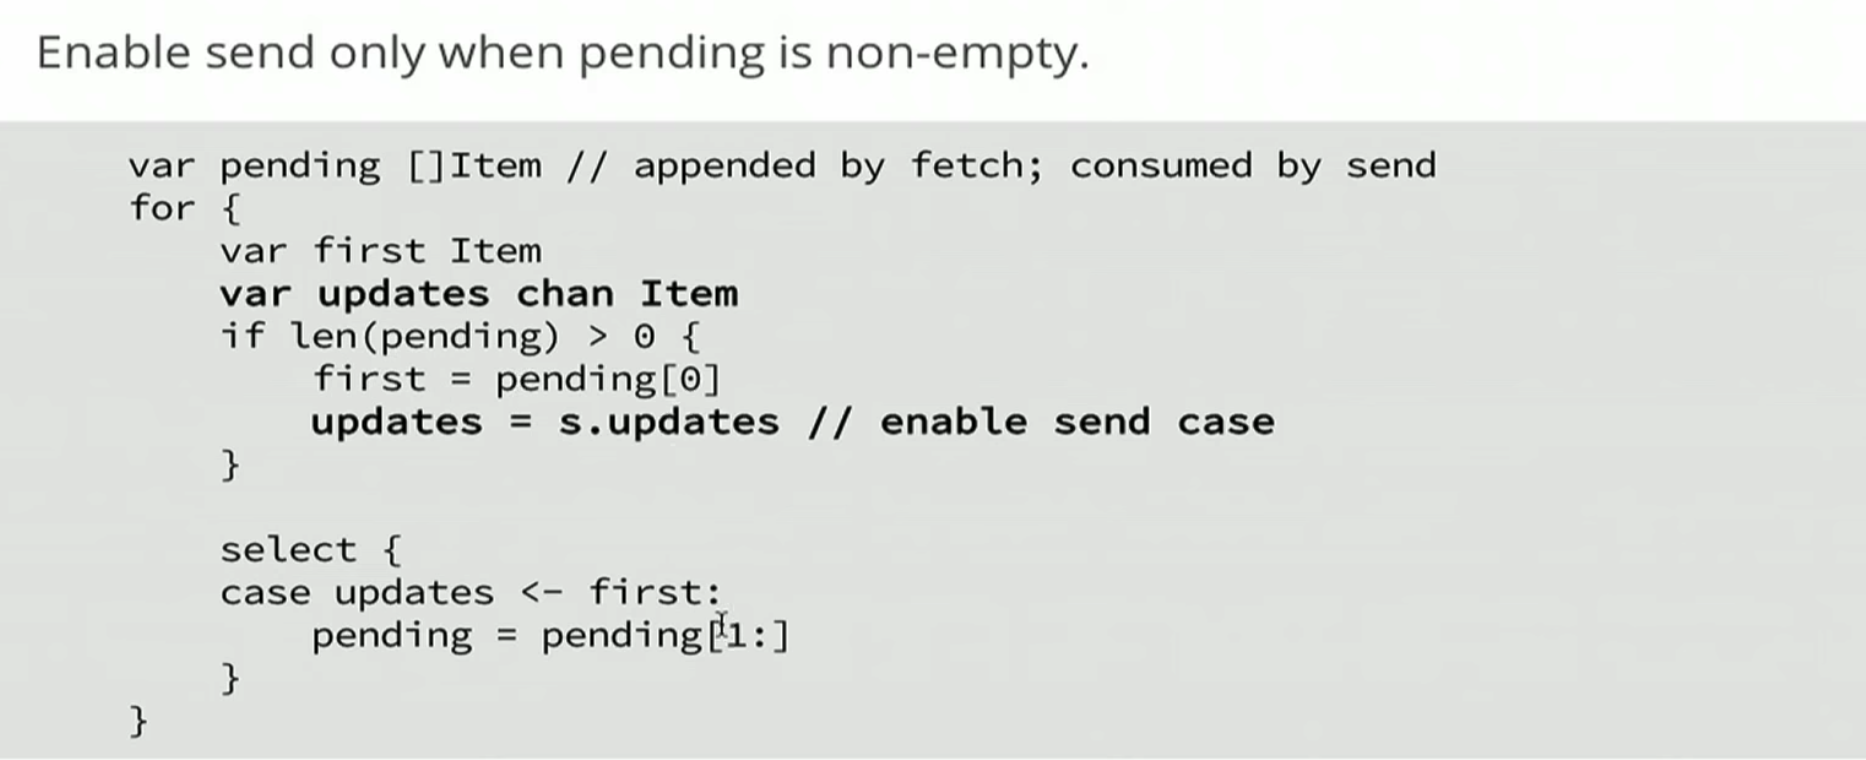 Enable send only when pending is non-empty.
var pending []Item // appended by fetch; consumed by send
for {
    var first Item
    var updates chan Item
    if len(pending) > 0 {
        first = pending[0]
        updates = s.updates // enable send case
    }

    select {
    case updates <- first:
        pending = pending[1:]
    }
}